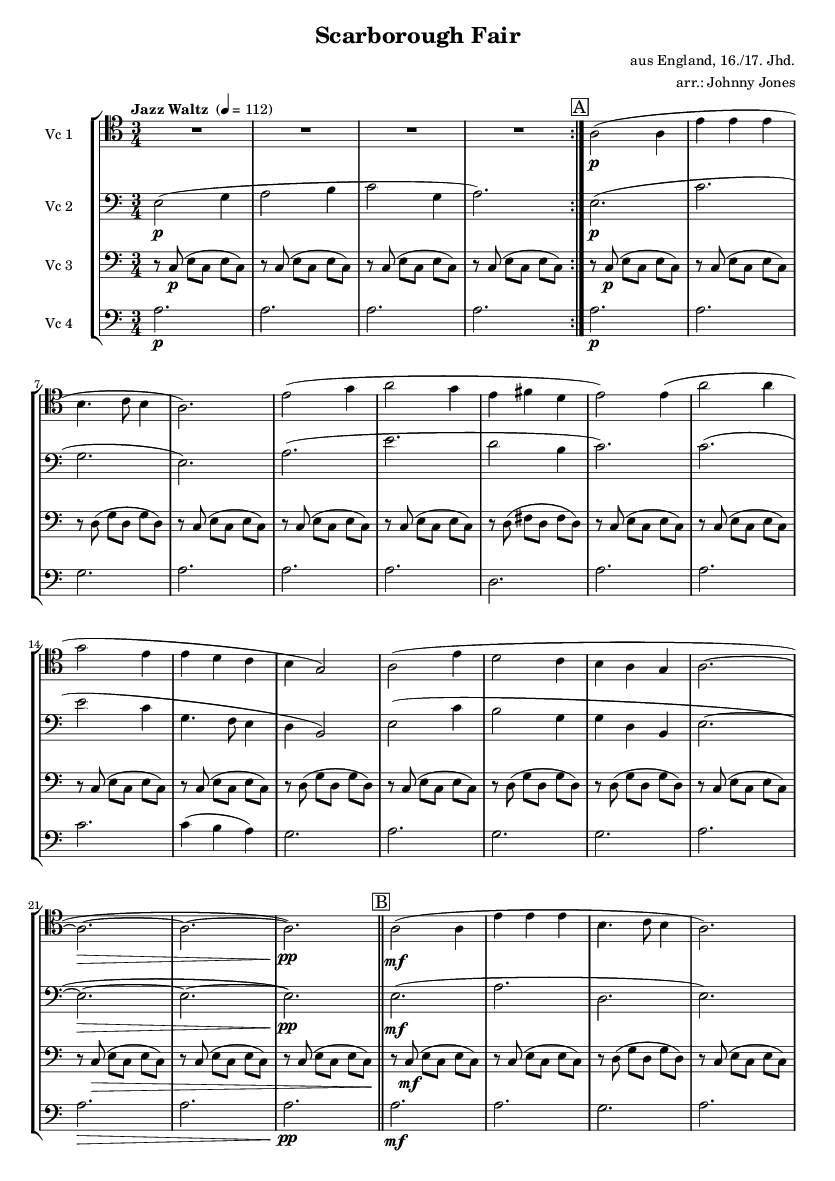 Scarborough Fair
aus England, 16./17. Jhd.
arr.: Johnny Jones
Jazz Waltz (♩ = 112)
A
Vc 1
p
Vc 2
p
p
Vc 3
p
p
Vc 4
p
p
7
14
21
B
pp
mf
pp
mf
mf
pp
mf